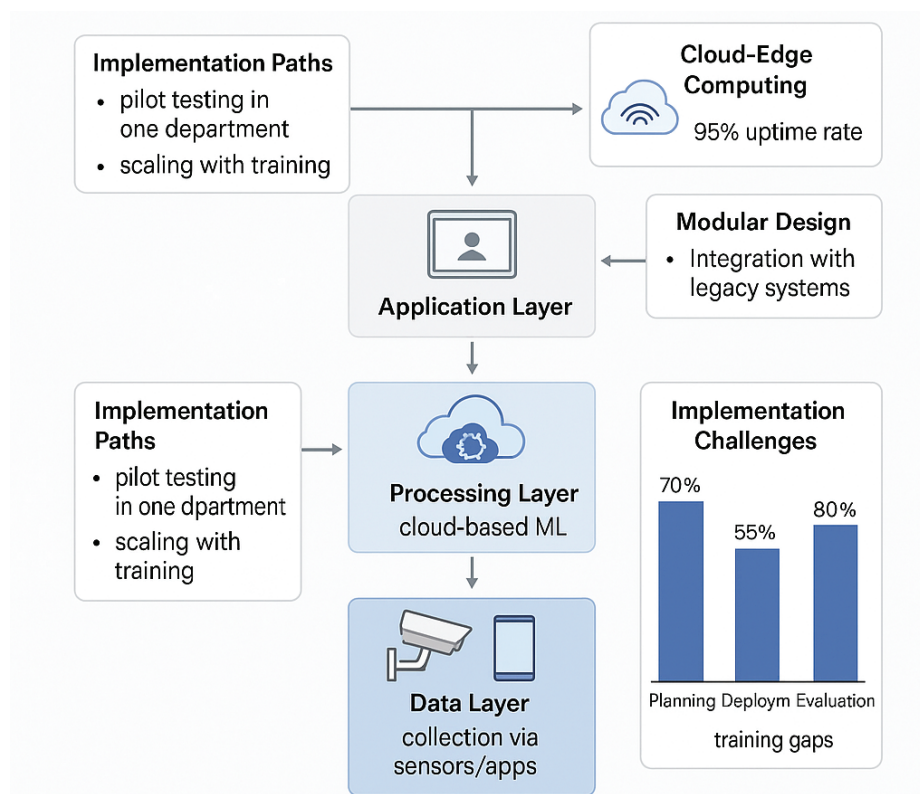 Implementation Paths
• pilot testing in
one department
• scaling with training
Cloud-Edge
Computing
95% uptime rate
Application Layer
Modular Design
• Integration with
legacy systems
Implementation
Paths
• pilot testing
in one dpartment
• scaling with
training
Processing Layer
cloud-based ML
Data Layer
collection via
sensors/apps
Implementation
Challenges
70%
55%
80%
Planning Deploym Evaluation
training gaps